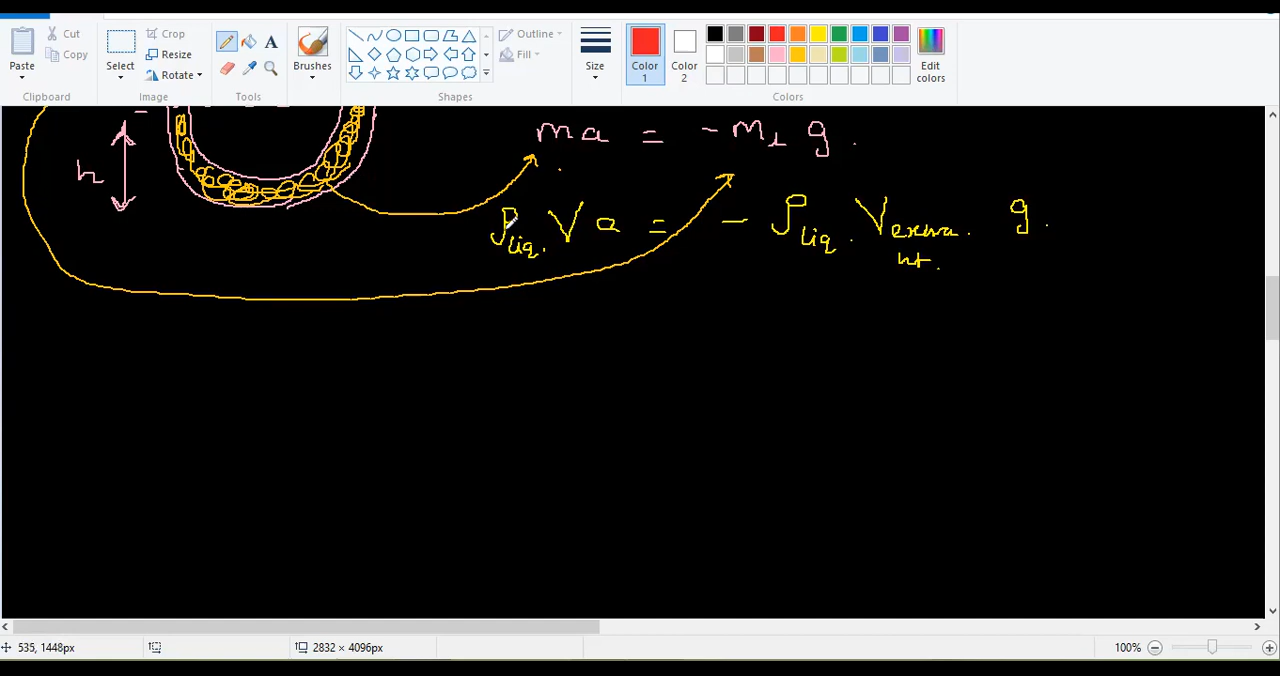 Cut
Copy
Paste
Clipboard
Crop
Resize
Rotate
Select
Image
A
Tools
Brushes
Outline
Fill
Shapes
Size
Color
1
Color
2
Edit
colors
Colors
h
ma = - m₁ g .
ρliq. V a = - ρliq. Vextra ht. g .
535, 1448px
2832 × 4096px
100%